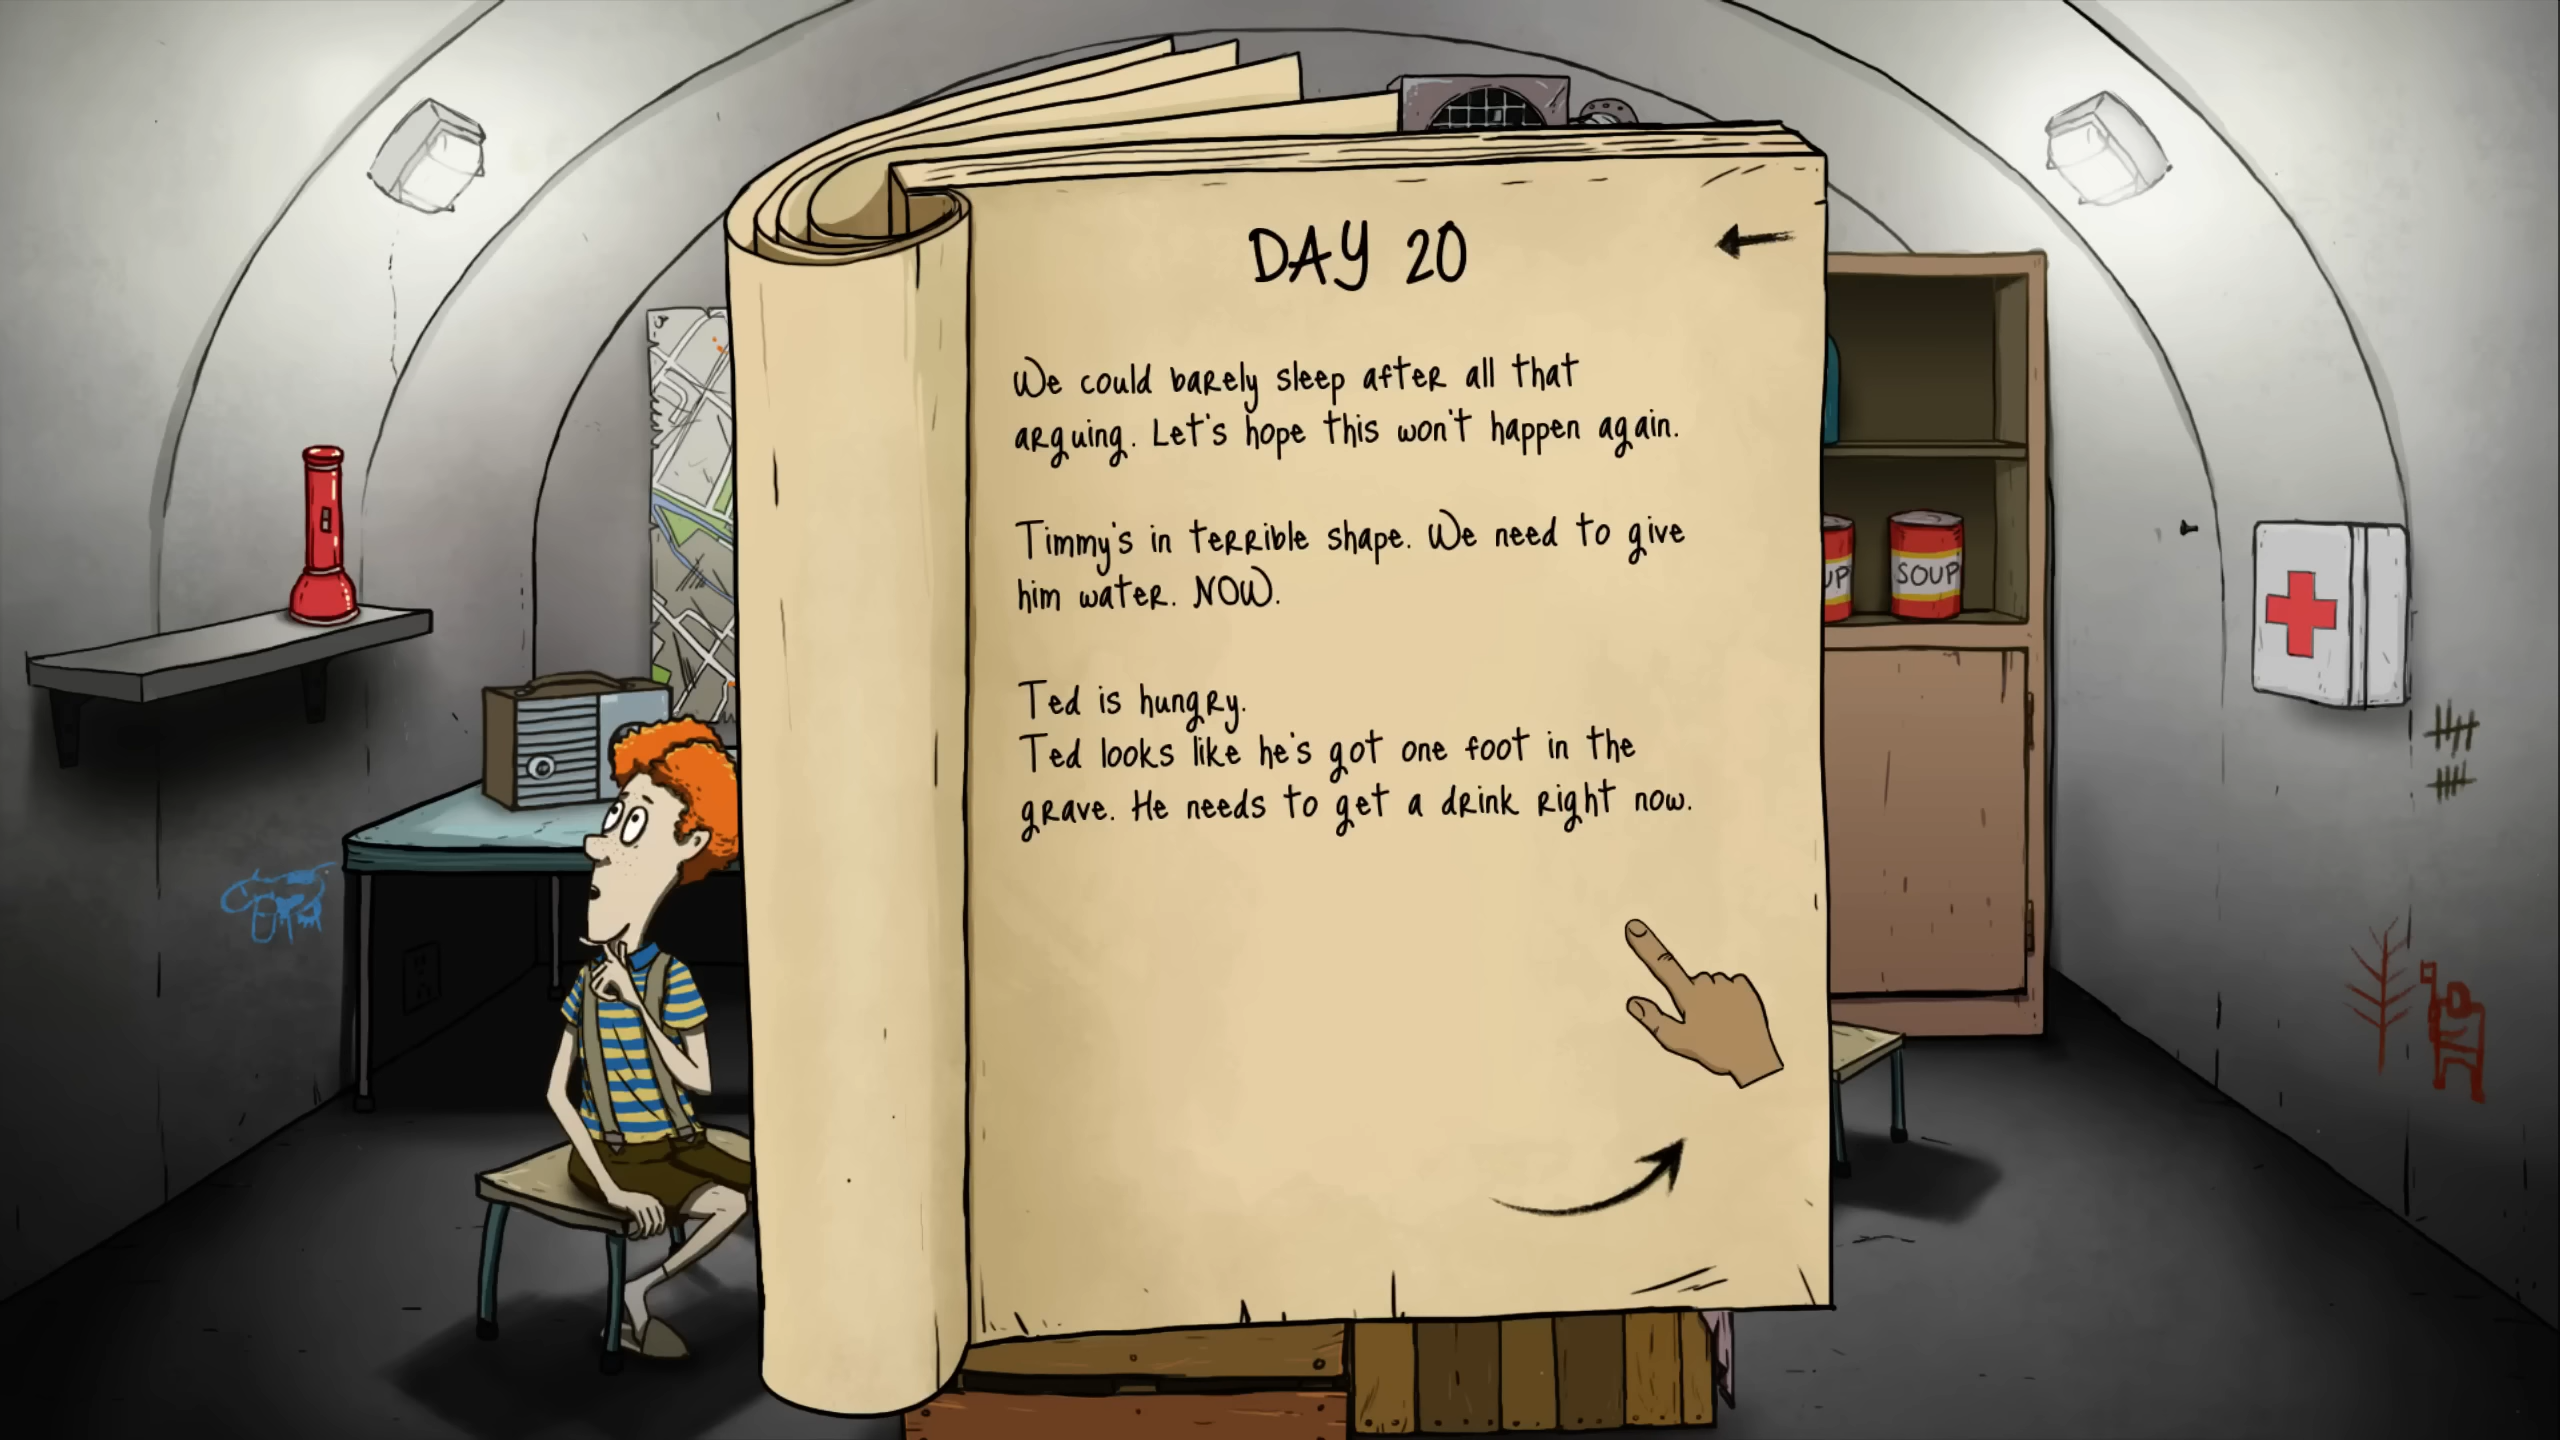 DAY 20
We could barely sleep after all that
arguing. Let's hope this won't happen again.
Timmy's in terrible shape. We need to give
him water. NOW.
Ted is hungry.
Ted looks like he's got one foot in the
grave. He needs to get a drink right now.
UP
SOUP